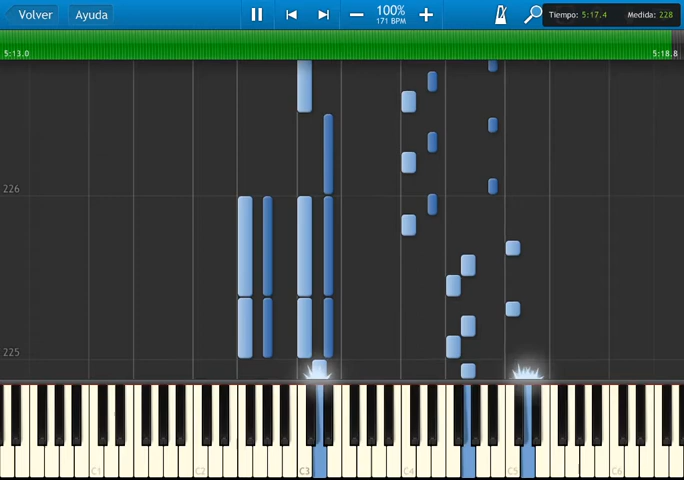 Volver
Ayuda
100%
171 BPM
Tiempo: 5:17.4
Medida: 228
5:13.0
5:18.8
226
225
C1
C2
C3
C4
C5
C6